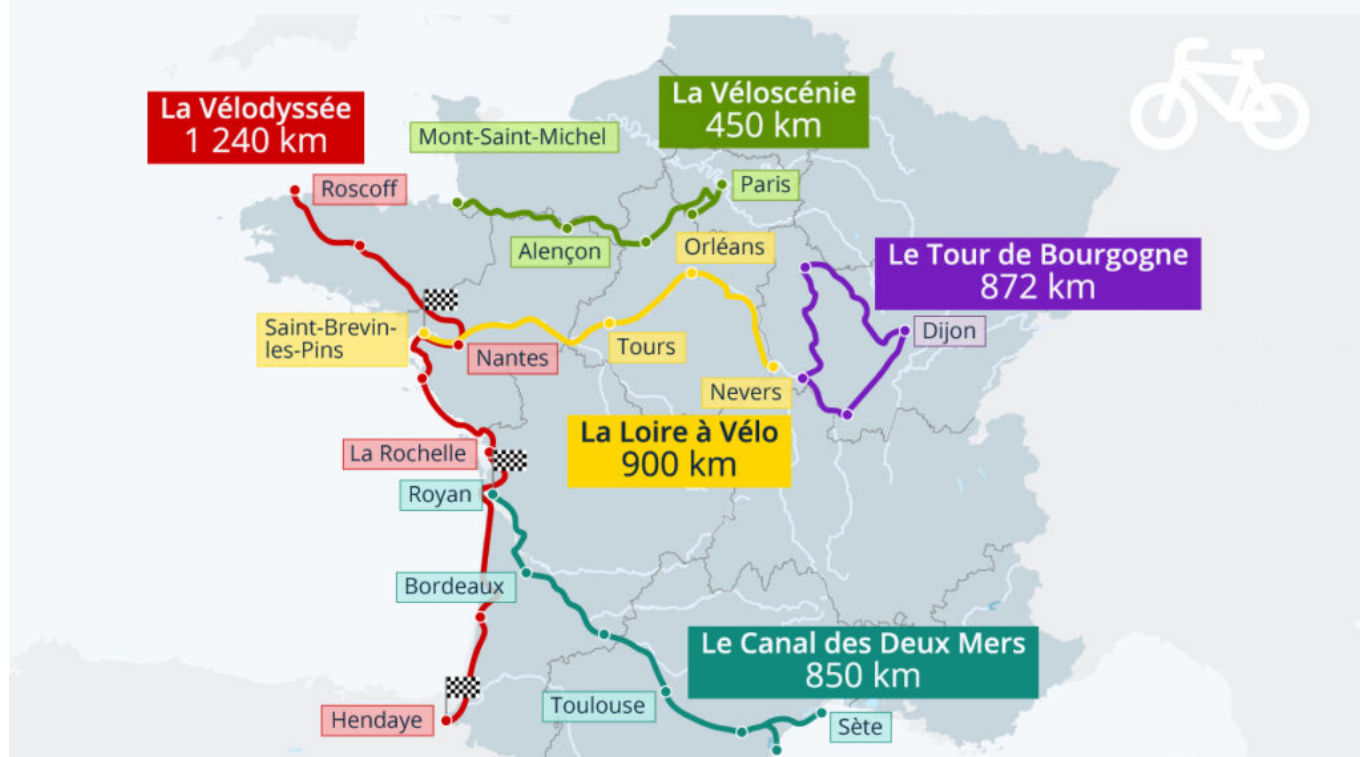 La Vélodyssée
1 240 km
La Véloscénie
450 km
Mont-Saint-Michel
Roscoff
Paris
Alençon
Orléans
Le Tour de Bourgogne
872 km
Saint-Brevin-
les-Pins
Tours
Dijon
Nantes
Nevers
La Loire à Vélo
900 km
La Rochelle
Royan
Bordeaux
Le Canal des Deux Mers
850 km
Toulouse
Hendaye
Sète